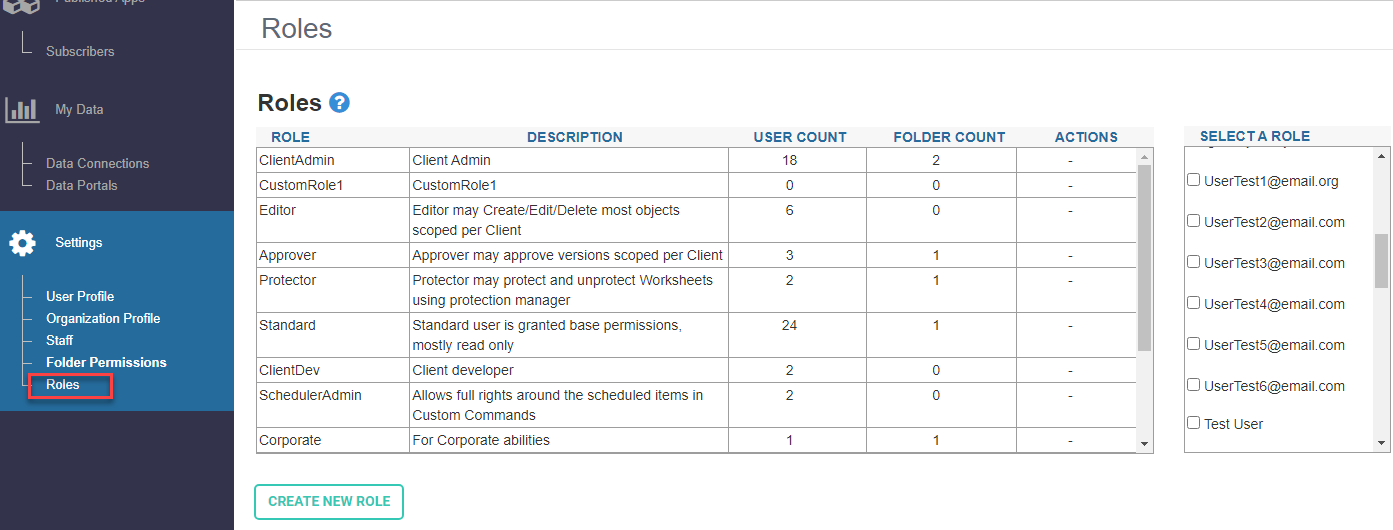 Published Apps
Subscribers
My Data
Data Connections
Data Portals
Settings
User Profile
Organization Profile
Staff
Folder Permissions
Roles
Roles
Roles ?
ROLE DESCRIPTION USER COUNT FOLDER COUNT ACTIONS
ClientAdmin Client Admin 18 2 -
CustomRole1 CustomRole1 0 0 -
Editor Editor may Create/Edit/Delete most objects 6 0 -
scoped per Client
Approver Approver may approve versions scoped per Client 3 1 -
Protector Protector may protect and unprotect Worksheets 2 1 -
using protection manager
Standard Standard user is granted base permissions, 24 1 -
mostly read only
ClientDev Client developer 2 0 -
SchedulerAdmin Allows full rights around the scheduled items in 2 0 -
Custom Commands
Corporate For Corporate abilities 1 1 -
CREATE NEW ROLE
SELECT A ROLE
UserTest1@email.org
UserTest2@email.com
UserTest3@email.com
UserTest4@email.com
UserTest5@email.com
UserTest6@email.com
Test User